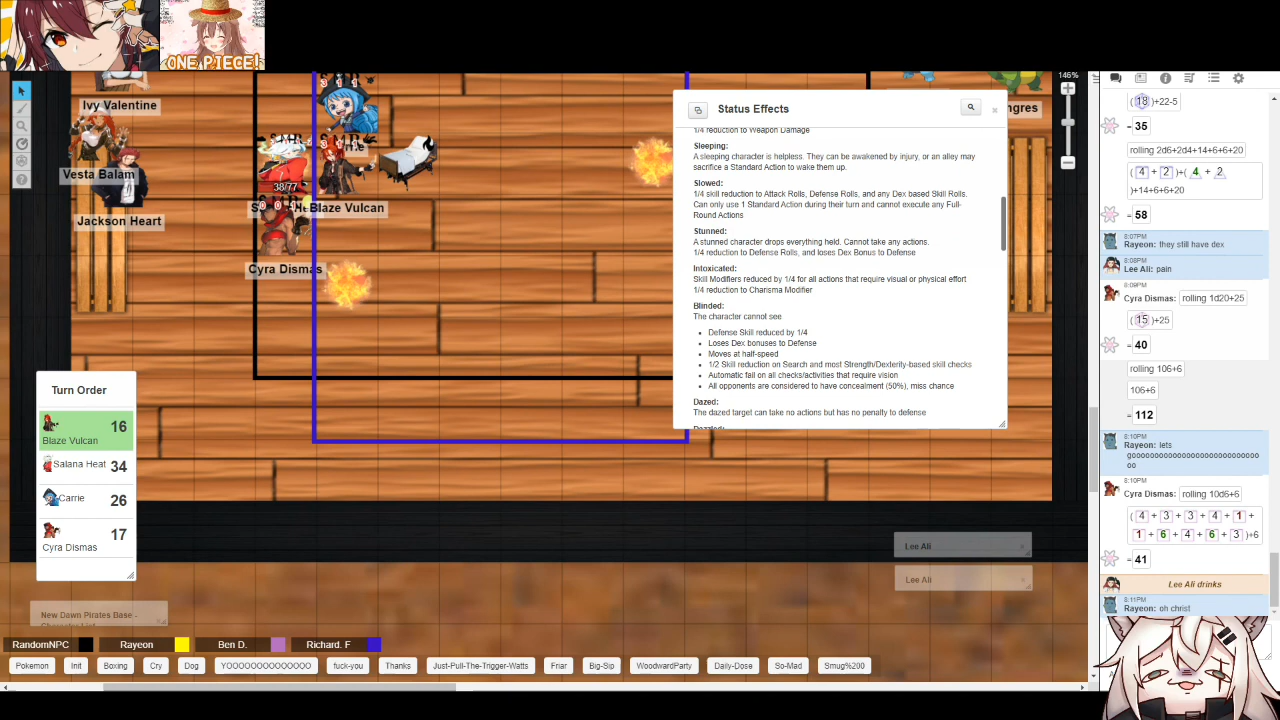 ONE PIECE!
Ivy Valentine
Vesta Balam
Jackson Heart
3 1 1
38/77
Blaze Vulcan
Cyra Dismas
ngres
146%
Status Effects
1/4 reduction to Weapon Damage
Sleeping:
A sleeping character is helpless. They can be awakened by injury, or an alley may
sacrifice a Standard Action to wake them up.
Slowed:
1/4 skill reduction to Attack Rolls, Defense Rolls, and any Dex based Skill Rolls.
Can only use 1 Standard Action during their turn and cannot execute any Full-
Round Actions
Stunned:
A stunned character drops everything held. Cannot take any actions.
1/4 reduction to Defense Rolls, and loses Dex Bonus to Defense
Intoxicated:
Skill Modifiers reduced by 1/4 for all actions that require visual or physical effort
1/4 reduction to Charisma Modifier
Blinded:
The character cannot see
Defense Skill reduced by 1/4
Loses Dex bonuses to Defense
Moves at half-speed
1/2 Skill reduction on Search and most Strength/Dexterity-based skill checks
Automatic fail on all checks/activities that require vision
All opponents are considered to have concealment (50%), miss chance
Dazed:
The dazed target can take no actions but has no penalty to defense
Turn Order
16
Blaze Vulcan
Salana Heat 34
Carrie 26
17
Cyra Dismas
Lee Ali
Lee Ali
New Dawn Pirates Base -
RandomNPC
Rayeon
Ben D.
Richard. F
Pokemon
Init
Boxing
Cry
Dog
YOOOOOOOOOOOOO
fuck-you
Thanks
Just-Pull-The-Trigger-Watts
Friar
Big-Sip
WoodwardParty
Daily-Dose
So-Mad
Smug%200
(18)+22-5
= 35
rolling 2d6+2d4+14+6+6+20
(4 + 2)+(4 + 2
)+14+6+6+20
= 58
8:07PM
Rayeon: they still have dex
8:08PM
Lee Ali: pain
8:09PM
Cyra Dismas: rolling 1d20+25
(15)+25
= 40
rolling 106+6
106+6
= 112
8:10PM
Rayeon: lets
8:10PM
Cyra Dismas: rolling 10d6+6
(4 + 3 + 3 + 4 + 1 +
1 + 6 + 4 + 6 + 3)+6
= 41
Lee Ali drinks
8:11PM
Rayeon: oh christ